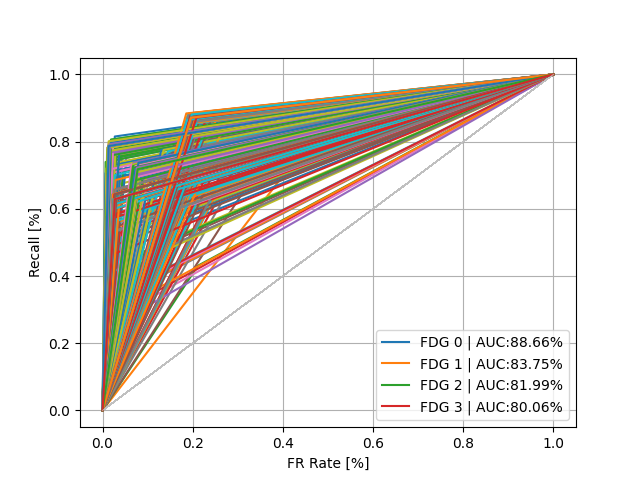 1.0
0.8
0.6
0.4
0.2
0.0
Recall [%]
FDG 0 | AUC:88.66%
FDG 1 | AUC:83.75%
FDG 2 | AUC:81.99%
FDG 3 | AUC:80.06%
0.0 0.2 0.4 0.6 0.8 1.0
FR Rate [%]